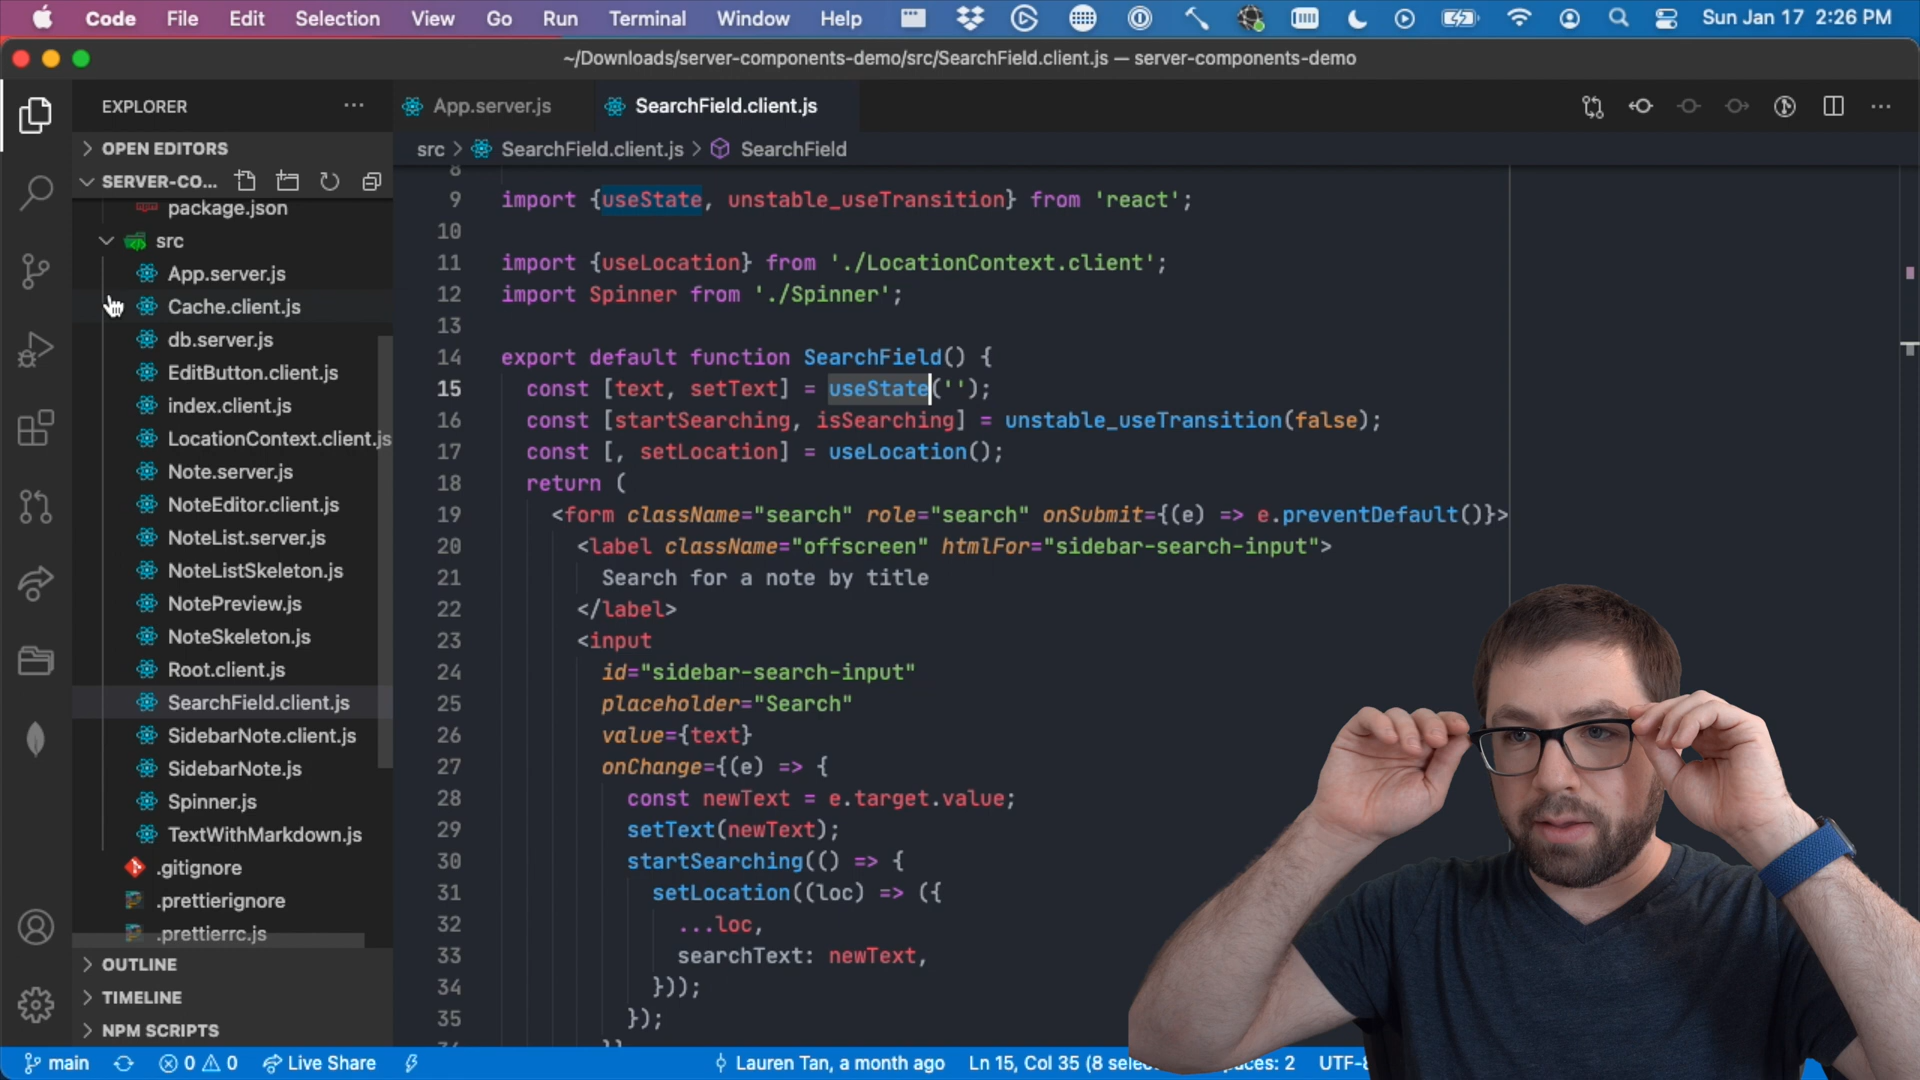 Code File Edit Selection View Go Run Terminal Window Help Sun Jan 17 2:26 PM
~/Downloads/server-components-demo/src/SearchField.client.js — server-components-demo
EXPLORER
OPEN EDITORS
SERVER-CO...
package.json
src
App.server.js
Cache.client.js
db.server.js
EditButton.client.js
index.client.js
LocationContext.client.js
Note.server.js
NoteEditor.client.js
NoteList.server.js
NoteListSkeleton.js
NotePreview.js
NoteSkeleton.js
Root.client.js
SearchField.client.js
SidebarNote.client.js
SidebarNote.js
Spinner.js
TextWithMarkdown.js
.gitignore
.prettierignore
.prettierrc.js
OUTLINE
TIMELINE
NPM SCRIPTS
App.server.js SearchField.client.js
src > SearchField.client.js > SearchField
8
9 import {useState, unstable_useTransition} from 'react';
10
11 import {useLocation} from './LocationContext.client';
12 import Spinner from './Spinner';
13
14 export default function SearchField() {
15 const [text, setText] = useState('');
16 const [startSearching, isSearching] = unstable_useTransition(false);
17 const [, setLocation] = useLocation();
18 return (
19 <form className="search" role="search" onSubmit={(e) => e.preventDefault()}>
20 <label className="offscreen" htmlFor="sidebar-search-input">
21 Search for a note by title
22 </label>
23 <input
24 id="sidebar-search-input"
25 placeholder="Search"
26 value={text}
27 onChange={(e) => {
28 const newText = e.target.value;
29 setText(newText);
30 startSearching(() => {
31 setLocation((loc) => ({
32 ...loc,
33 searchText: newText,
34 }));
35 });
main 0 0 Live Share Lauren Tan, a month ago Ln 15, Col 35 (8 selec